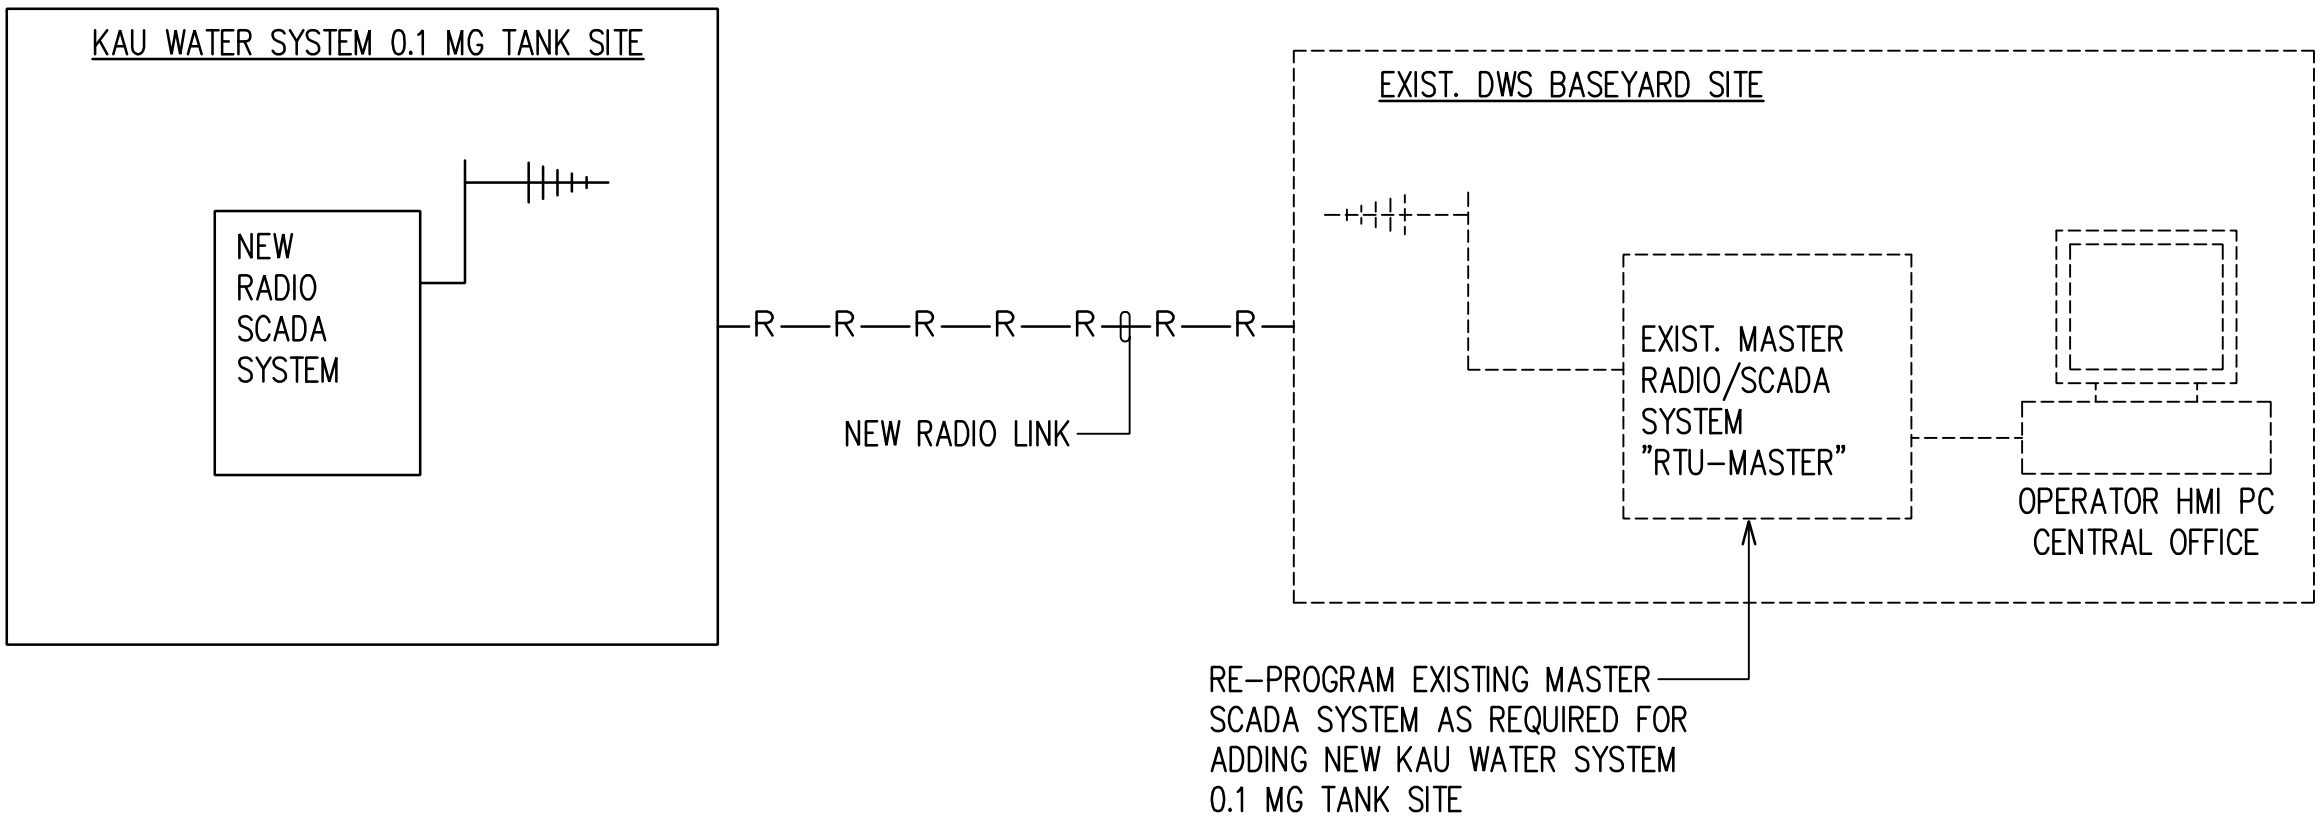 KAU WATER SYSTEM 0.1 MG TANK SITE
NEW
RADIO
SCADA
SYSTEM
R R R R R R R
NEW RADIO LINK
EXIST. DWS BASEYARD SITE
EXIST. MASTER
RADIO/SCADA
SYSTEM
"RTU-MASTER"
OPERATOR HMI PC
CENTRAL OFFICE
RE-PROGRAM EXISTING MASTER
SCADA SYSTEM AS REQUIRED FOR
ADDING NEW KAU WATER SYSTEM
0.1 MG TANK SITE